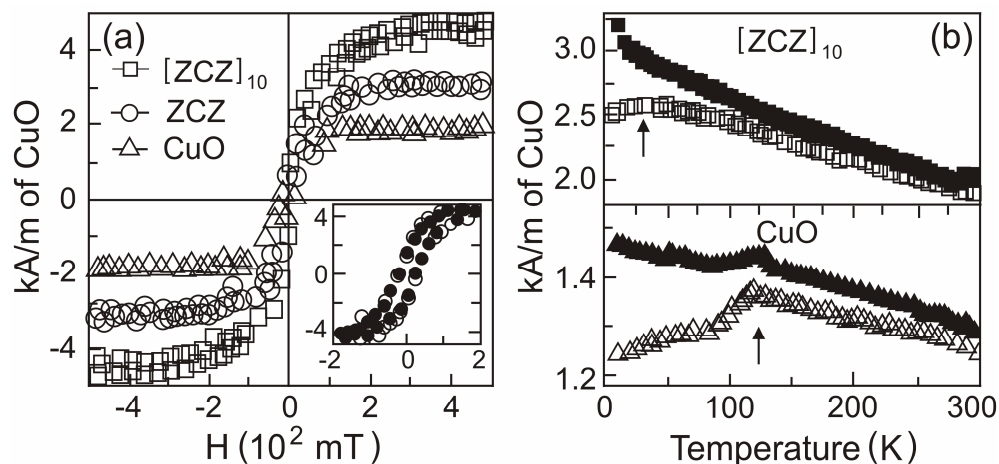 (a)
[ZCZ]10
ZCZ
CuO
kA/m of CuO
4
2
0
-2
-4
-4 -2 0 2 4
H (10² mT)
4
0
-4
-2 0 2
(b)
[ZCZ]10
kA/m of CuO
3.0
2.5
2.0
CuO
1.4
1.2
0 100 200 300
Temperature (K)